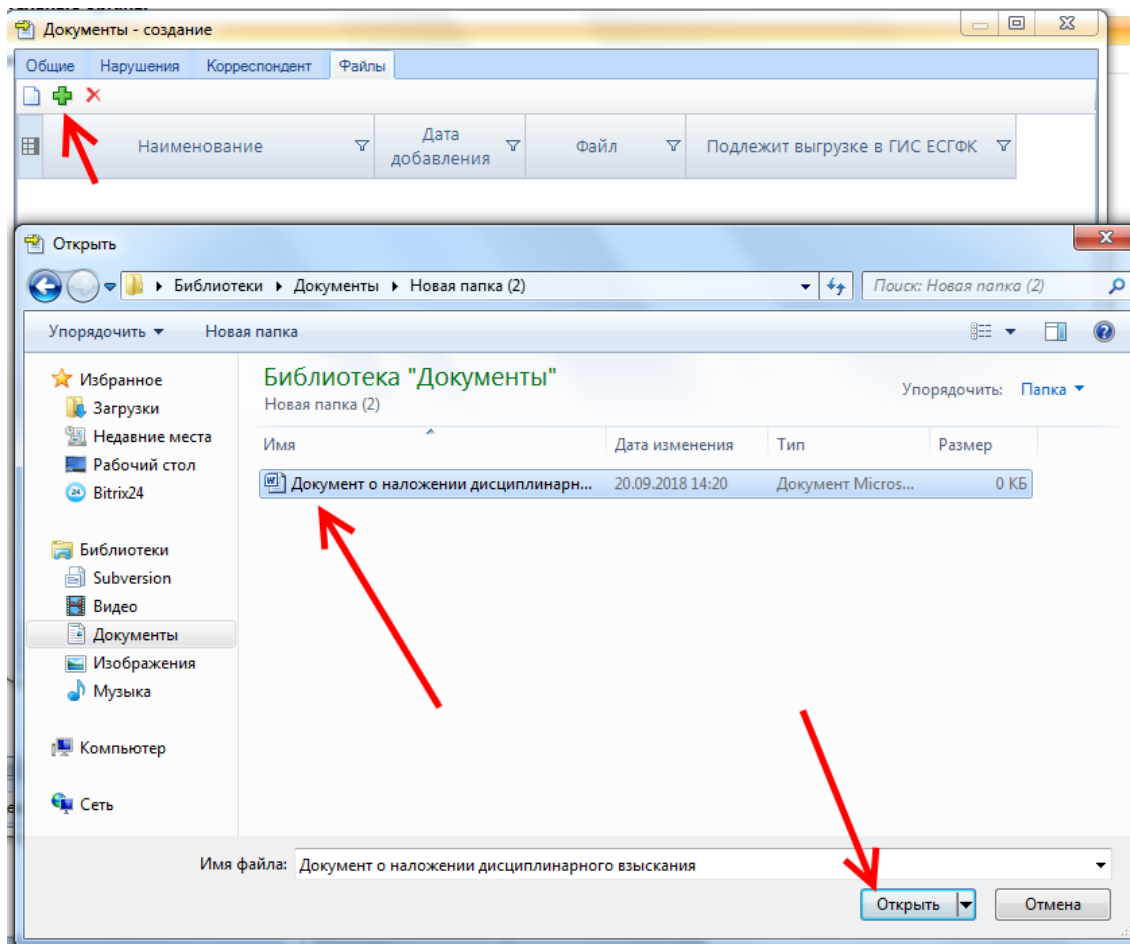 Документы - создание
Общие Нарушения Корреспондент Файлы
Наименование Дата добавления Файл Подлежит выгрузке в ГИС ЕСГФК
Открыть
Библиотеки Документы Новая папка (2) Поиск: Новая папка (2)
Упорядочить Новая папка
Избранное
Загрузки
Недавние места
Рабочий стол
Bitrix24
Библиотеки
Subversion
Видео
Документы
Изображения
Музыка
Компьютер
Сеть
Библиотека "Документы"
Новая папка (2)
Упорядочить: Папка
Имя Дата изменения Тип Размер
Документ о наложении дисциплинарн... 20.09.2018 14:20 Документ Micros... 0 КБ
Имя файла: Документ о наложении дисциплинарного взыскания
Открыть Отмена